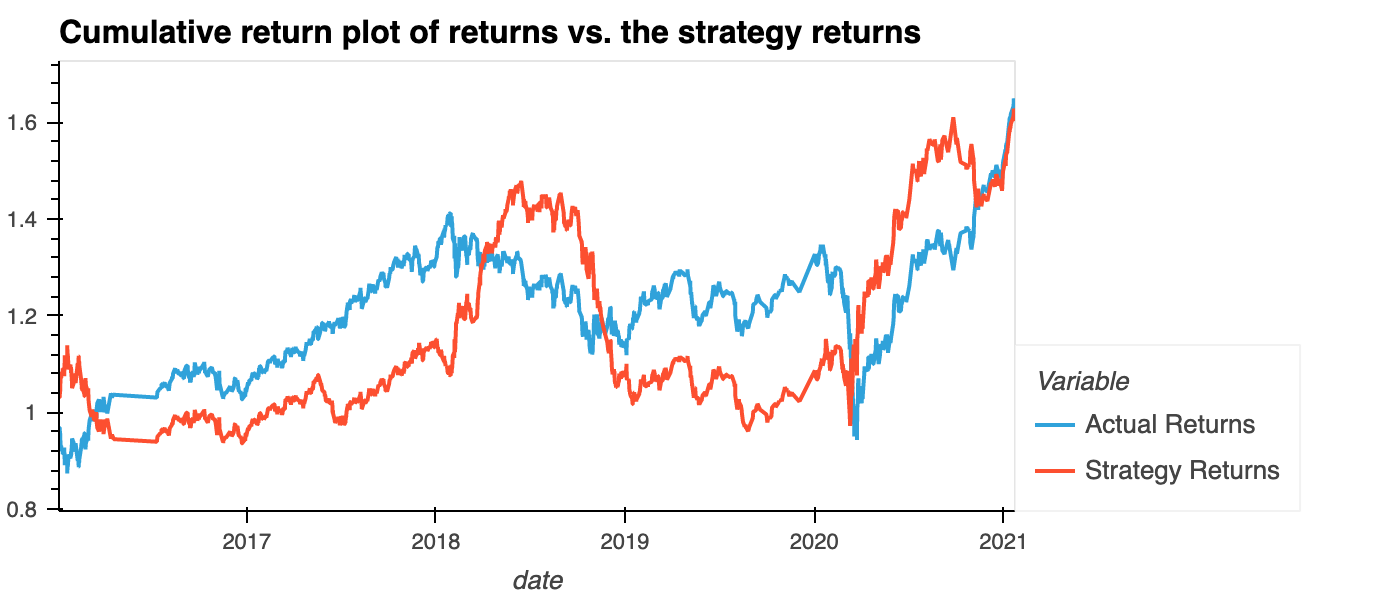 Cumulative return plot of returns vs. the strategy returns
1.6
1.4
1.2
1
0.8
2017 2018 2019 2020 2021
date
Variable
Actual Returns
Strategy Returns